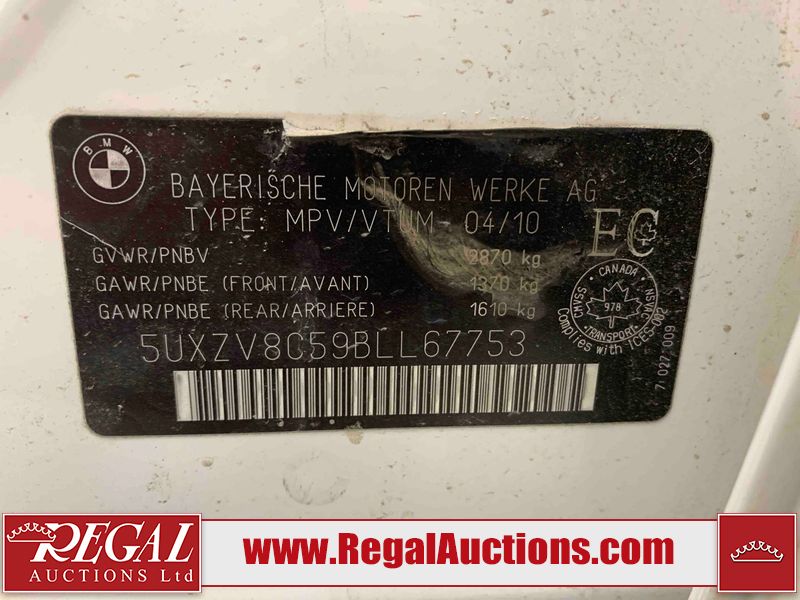 BMW
BAYERISCHE MOTOREN WERKE AG
TYPE: MPV/VTUM 04/10
EC
GVWR/PNBV 2870 kg
GAWR/PNBE (FRONT/AVANT) 1370 kg
GAWR/PNBE (REAR/ARRIERE) 1610 kg
CANADA
978
TRANSPORT
CMVSS
NSVAC
Complies with ICES-002
7 027 009
5UXZV8C59BLL67753
REGAL
AUCTIONS Ltd
www.RegalAuctions.com